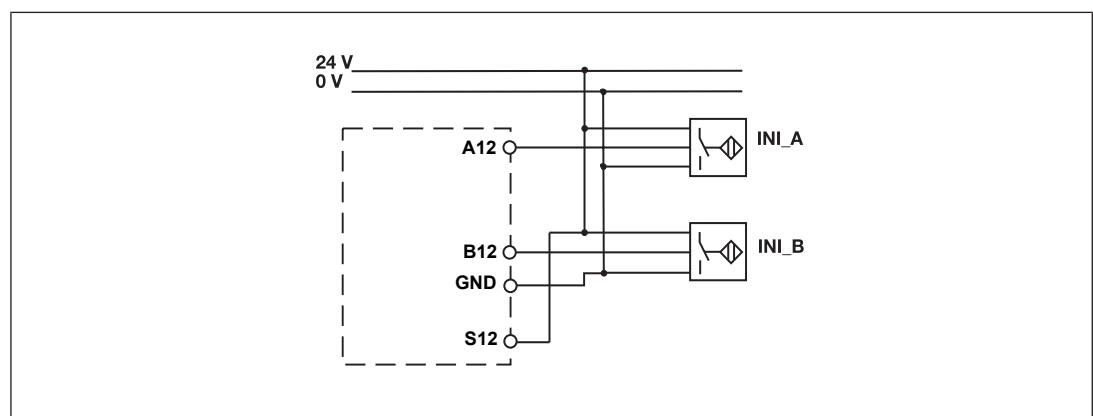 24 V
0 V
A12
INI_A
B12
INI_B
GND
S12